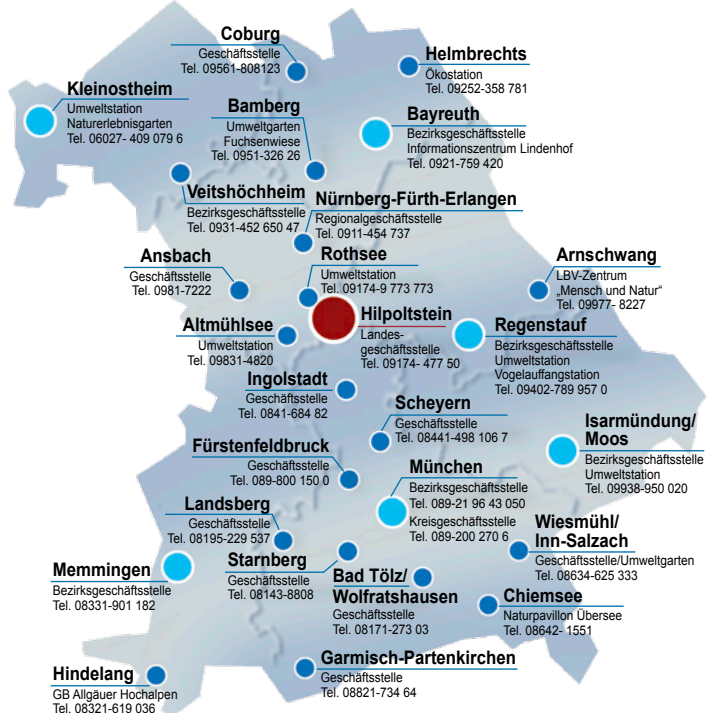 Coburg
Geschäftsstelle
Tel. 09561-808123
Helmbrechts
Ökostation
Tel. 09252-358 781
Kleinostheim
Umweltstation
Naturerlebnisgarten
Tel. 06027- 409 079 6
Bamberg
Umweltgarten
Fuchsenwiese
Tel. 0951-326 26
Bayreuth
Bezirksgeschäftsstelle
Informationszentrum Lindenhof
Tel. 0921-759 420
Veitshöchheim
Bezirksgeschäftsstelle
Tel. 0931-452 650 47
Nürnberg-Fürth-Erlangen
Regionalgeschäftsstelle
Tel. 0911-454 737
Ansbach
Geschäftsstelle
Tel. 0981-7222
Rothsee
Umweltstation
Tel. 09174-9 773 773
Arnschwang
LBV-Zentrum
„Mensch und Natur“
Tel. 09977- 8227
Altmühlsee
Umweltstation
Tel. 09831-4820
Hilpoltstein
Landes-
geschäftsstelle
Tel. 09174- 477 50
Regenstauf
Bezirksgeschäftsstelle
Umweltstation
Vogelauffangstation
Tel. 09402-789 957 0
Ingolstadt
Geschäftsstelle
Tel. 0841-684 82
Scheyern
Geschäftsstelle
Tel. 08441-498 106 7
Isarmündung/
Moos
Bezirksgeschäftsstelle
Umweltstation
Tel. 09938-950 020
Fürstenfeldbruck
Geschäftsstelle
Tel. 089-800 150 0
München
Bezirksgeschäftsstelle
Tel. 089-21 96 43 050
Kreisgeschäftsstelle
Tel. 089-200 270 6
Landsberg
Geschäftsstelle
Tel. 08195-229 537
Wiesmühl/
Inn-Salzach
Geschäftsstelle/Umweltgarten
Tel. 08634-625 333
Starnberg
Geschäftsstelle
Tel. 08143-8808
Memmingen
Bezirksgeschäftsstelle
Tel. 08331-901 182
Bad Tölz/
Wolfratshausen
Geschäftsstelle
Tel. 08171-273 03
Chiemsee
Naturpavillon Übersee
Tel. 08642- 1551
Hindelang
GB Allgäuer Hochalpen
Tel. 08321-619 036
Garmisch-Partenkirchen
Geschäftsstelle
Tel. 08821-734 64